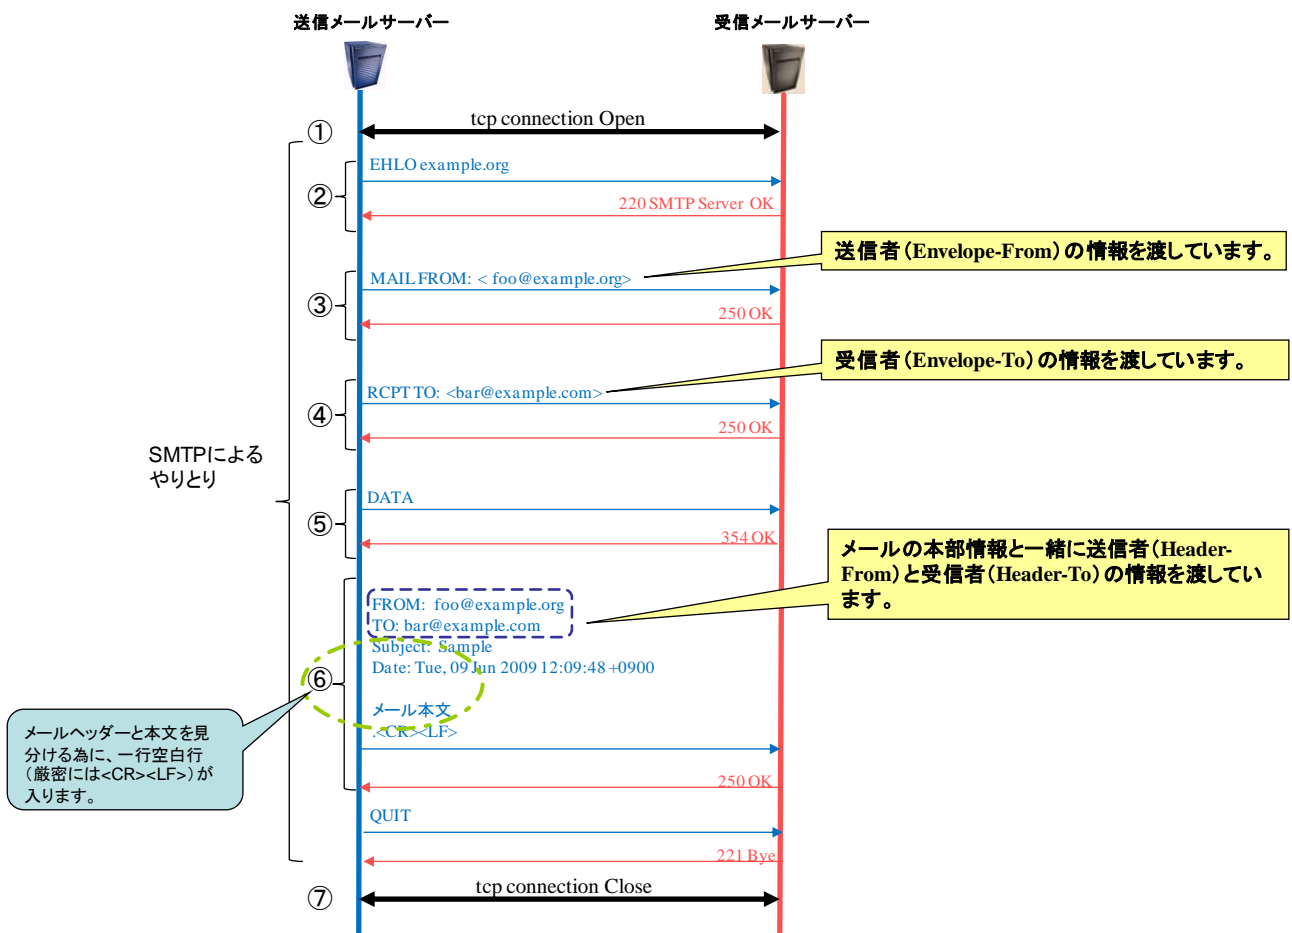 送信メールサーバー
受信メールサーバー
①
tcp connection Open
②
EHLO example.org
220 SMTP Server OK
送信者（Envelope-From）の情報を渡しています。
③
MAIL FROM: < foo@example.org>
250 OK
受信者（Envelope-To）の情報を渡しています。
④
RCPT TO: <bar@example.com>
250 OK
SMTPによる
やりとり
⑤
DATA
354 OK
メールの本部情報と一緒に送信者（Header-
From）と受信者（Header-To）の情報を渡してい
ます。
⑥
FROM: foo@example.org
TO: bar@example.com
Subject: Sample
Date: Tue, 09 Jun 2009 12:09:48 +0900
メール本文
.<CR><LF>
メールヘッダーと本文を見
分ける為に、一行空白行
（厳密には<CR><LF>）が
入ります。
250 OK
QUIT
221 Bye
⑦
tcp connection Close